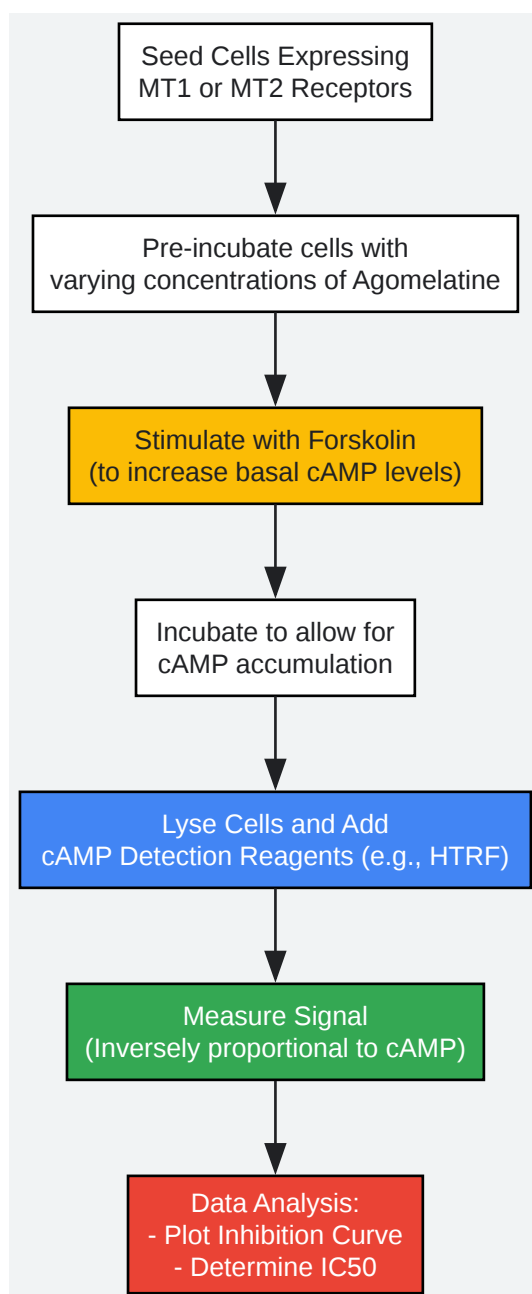 Seed Cells Expressing
MT1 or MT2 Receptors
Pre-incubate cells with
varying concentrations of Agomelatine
Stimulate with Forskolin
(to increase basal cAMP levels)
Incubate to allow for
cAMP accumulation
Lyse Cells and Add
cAMP Detection Reagents (e.g., HTRF)
Measure Signal
(Inversely proportional to cAMP)
Data Analysis:
- Plot Inhibition Curve
- Determine IC50